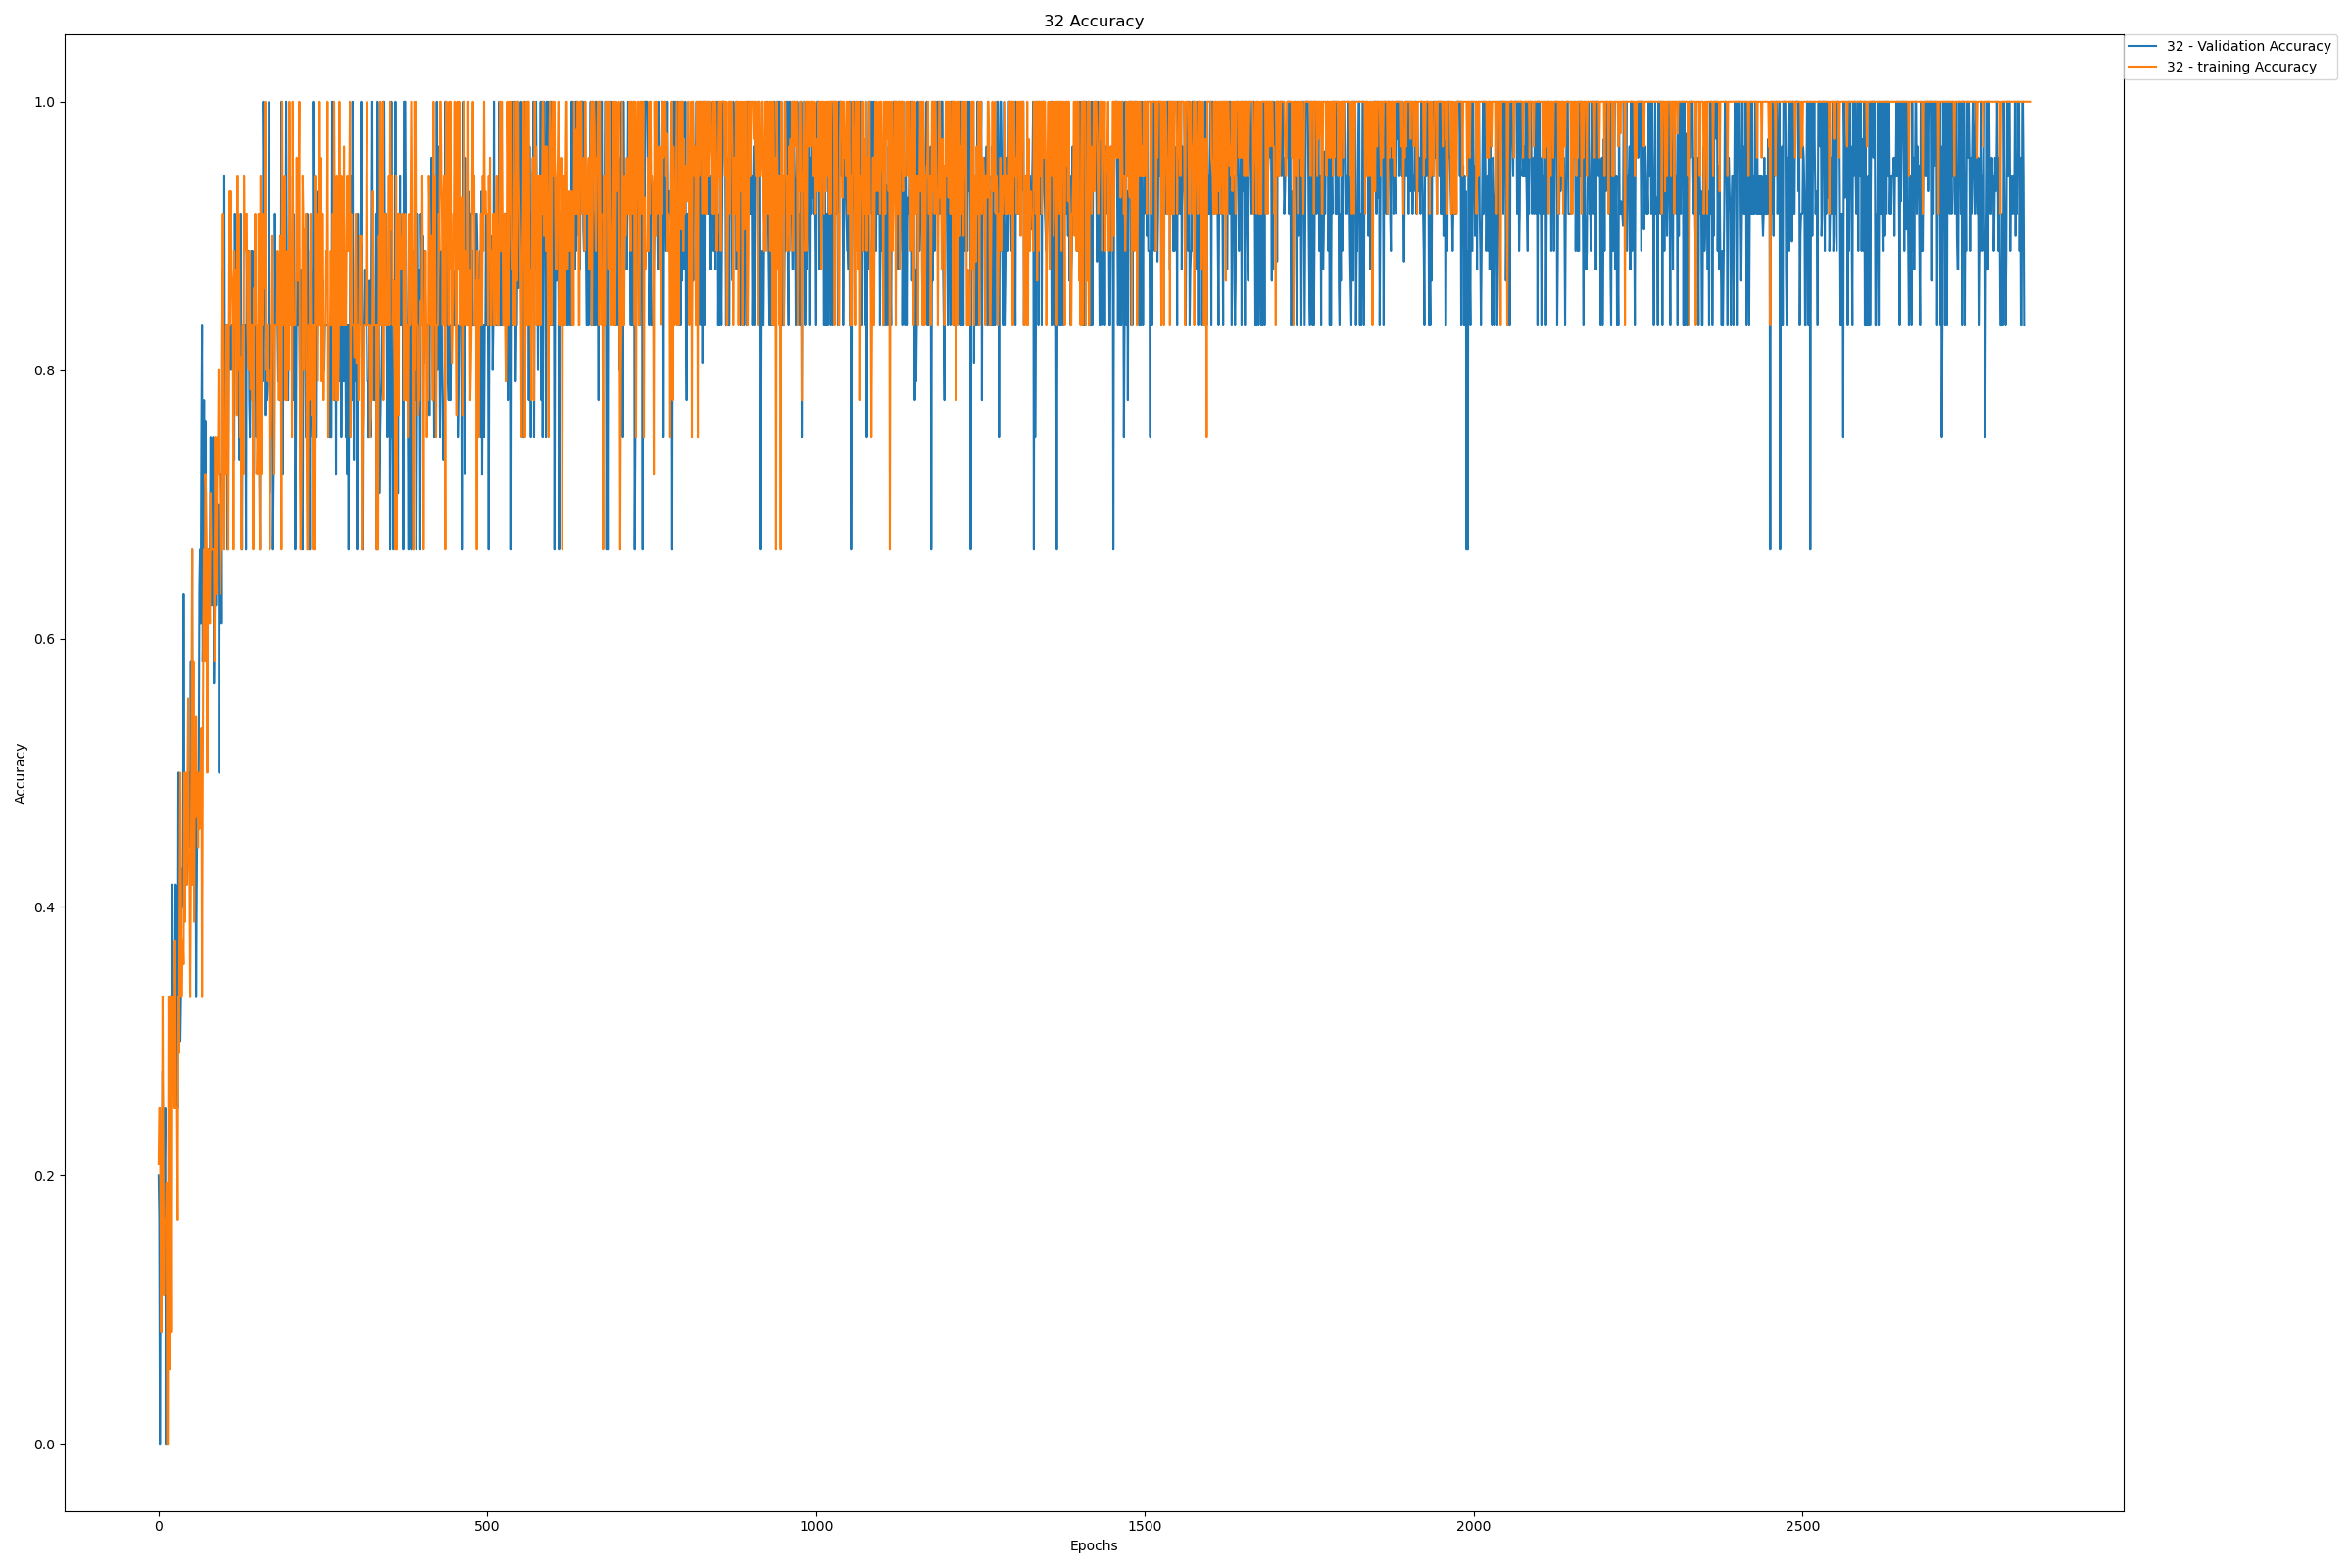 32 Accuracy
32 - Validation Accuracy
32 - training Accuracy
1.0
0.8
0.6
0.4
0.2
0.0
Accuracy
0 500 1000 1500 2000 2500
Epochs